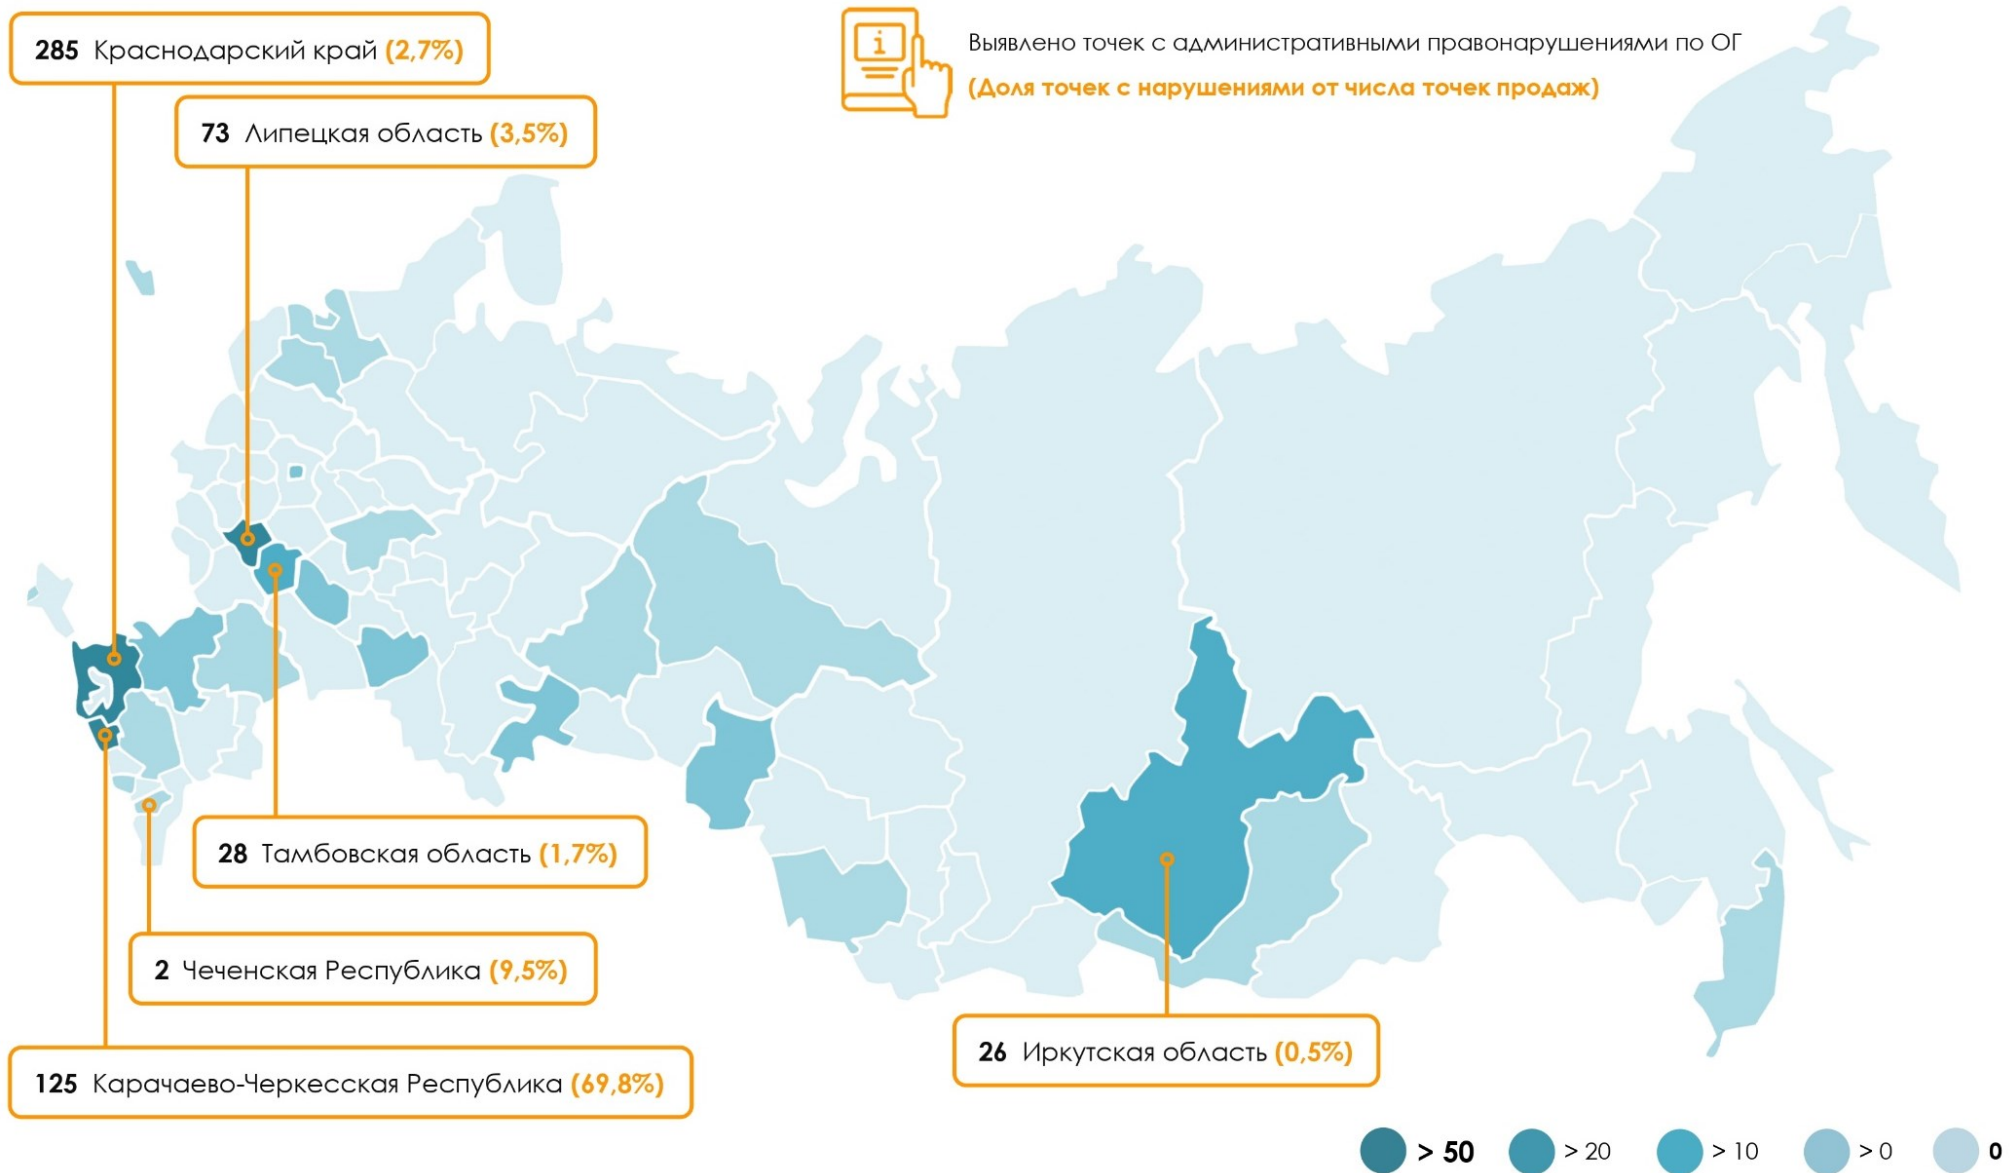 285 Краснодарский край (2,7%)
Выявлено точек с административными правонарушениями по ОГ
(Доля точек с нарушениями от числа точек продаж)
73 Липецкая область (3,5%)
28 Тамбовская область (1,7%)
2 Чеченская Республика (9,5%)
125 Карачаево-Черкесская Республика (69,8%)
26 Иркутская область (0,5%)
> 50 > 20 > 10 > 0 0